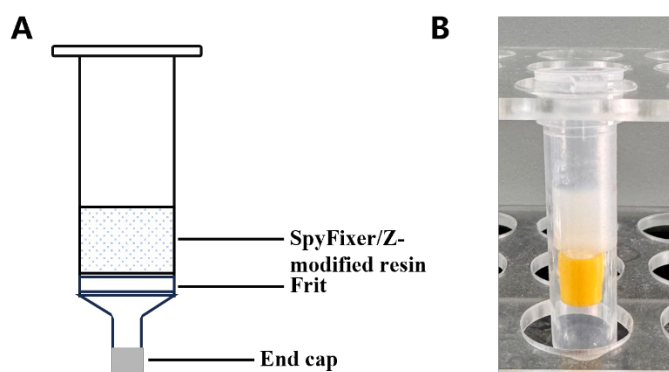 A
B
SpyFixer/Z-
modified resin
Frit
End cap